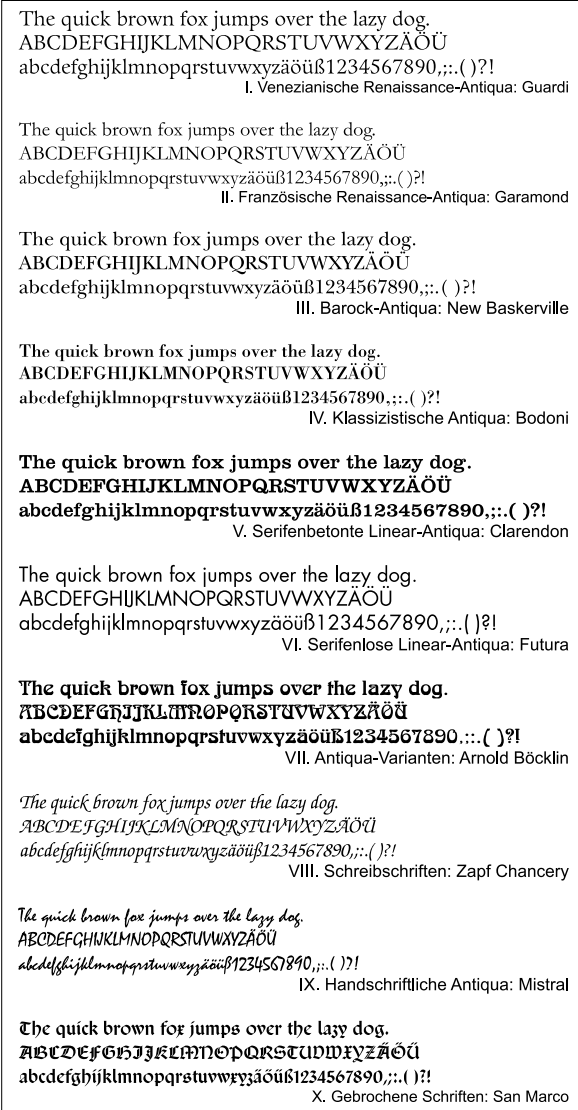 The quick brown fox jumps over the lazy dog.
ABCDEFGHIJKLMNOPQRSTUVWXYZÄÖÜ
abcdefghijklmnopqrstuvwxyzäöüß1234567890,;:.( )?!
I. Venezianische Renaissance-Antiqua: Guardi
The quick brown fox jumps over the lazy dog.
ABCDEFGHIJKLMNOPQRSTUVWXYZÄÖÜ
abcdefghijklmnopqrstuvwxyzäöüß1234567890,;:.( )?!
II. Französische Renaissance-Antiqua: Garamond
The quick brown fox jumps over the lazy dog.
ABCDEFGHIJKLMNOPQRSTUVWXYZÄÖÜ
abcdefghijklmnopqrstuvwxyzäöüß1234567890,;:.( )?!
III. Barock-Antiqua: New Baskerville
The quick brown fox jumps over the lazy dog.
ABCDEFGHIJKLMNOPQRSTUVWXYZÄÖÜ
abcdefghijklmnopqrstuvwxyzäöüß1234567890,;:.( )?!
IV. Klassizistische Antiqua: Bodoni
The quick brown fox jumps over the lazy dog.
ABCDEFGHIJKLMNOPQRSTUVWXYZÄÖÜ
abcdefghijklmnopqrstuvwxyzäöüß1234567890,;:.( )?!
V. Serifenbetonte Linear-Antiqua: Clarendon
The quick brown fox jumps over the lazy dog.
ABCDEFGHIJKLMNOPQRSTUVWXYZÄÖÜ
abcdefghijklmnopqrstuvwxyzäöüß1234567890,;:.( )?!
VI. Serifenlose Linear-Antiqua: Futura
The quick brown fox jumps over the lazy dog.
ABCDEFGHIJKLMNOPQRSTUVWXYZÄÖÜ
abcdefghijklmnopqrstuvwxyzäöüß1234567890.::.( )?!
VII. Antiqua-Varianten: Arnold Böcklin
The quick brown fox jumps over the lazy dog.
ABCDEFGHIJKLMNOPQRSTUVWXYZÄÖÜ
abcdefghijklmnopqrstuvwxyzäöüß1234567890,;:.( )?!
VIII. Schreibschriften: Zapf Chancery
The quick brown fox jumps over the lazy dog.
ABCDEFGHIJKLMNOPQRSTUVWXYZÄÖÜ
abcdefghijklmnopqrstuvwxyzäöüß1234567890,;:.( )?!
IX. Handschriftliche Antiqua: Mistral
The quick brown fox jumps over the lazy dog.
ABCDEFGHIJKLMNOPQRSTUVWXYZÄÖÜ
abcdefghijklmnopqrstuvwxyzäöüß1234567890,;:.( )?!
X. Gebrochene Schriften: San Marco